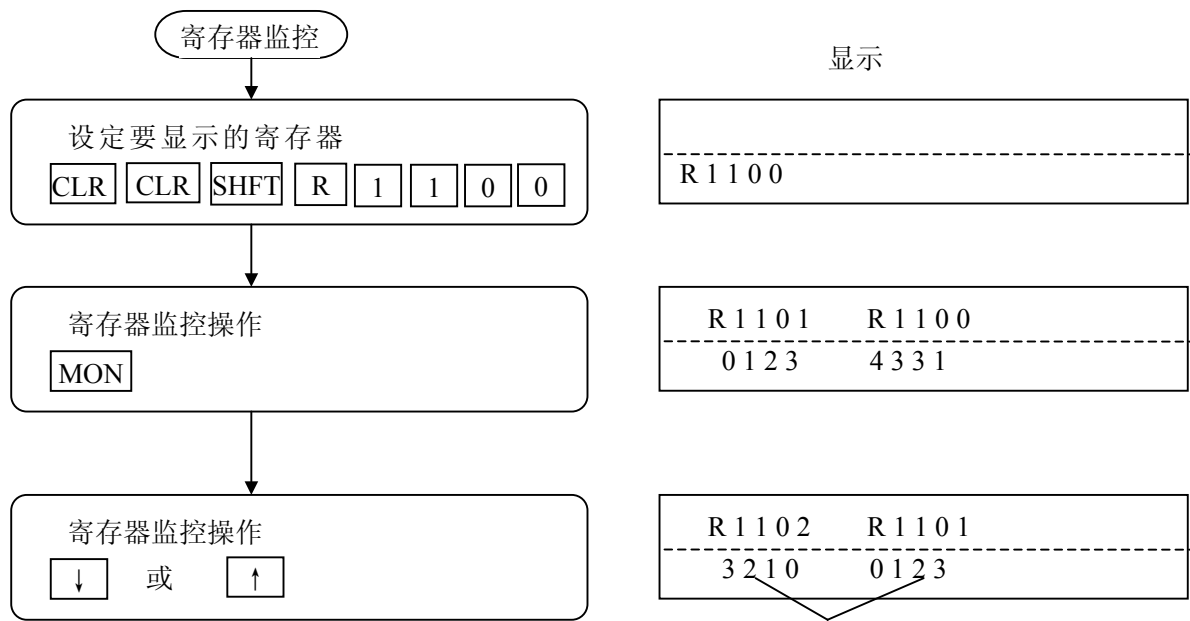 寄存器监控
显示
设定要显示的寄存器
CLR CLR SHFT R 1 1 0 0
R1100
寄存器监控操作
MON
R1101 R1100
0123 4331
寄存器监控操作
↓ 或 ↑
R1102 R1101
3210 0123